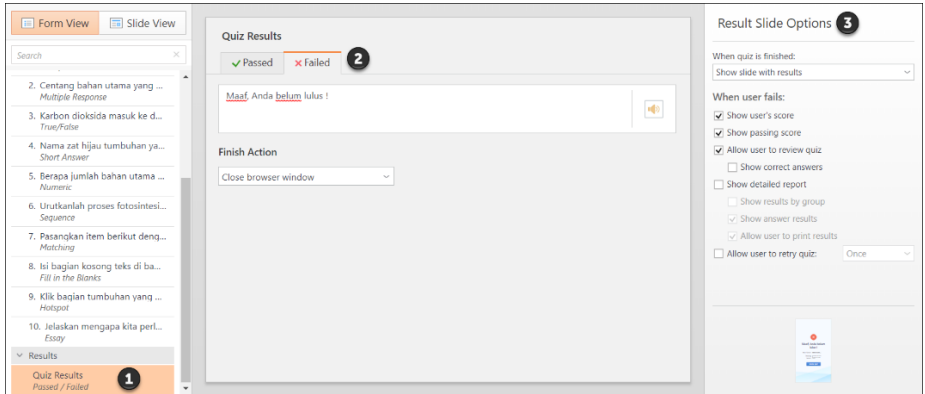 Form View
Slide View
Search
2. Centang bahan utama yang ...
Multiple Response
3. Karbon dioksida masuk ke d...
True/False
4. Nama zat hijau tumbuhan ya...
Short Answer
5. Berapa jumlah bahan utama ...
Numeric
6. Urutkanlah proses fotosintesi...
Sequence
7. Pasangkan item berikut deng...
Matching
8. Isi bagian kosong teks di ba...
Fill in the Blanks
9. Klik bagian tumbuhan yang ...
Hotspot
10. Jelaskan mengapa kita perl...
Essay
Results
Quiz Results
Passed / Failed
1
Quiz Results
Passed
Failed
2
Maaf, Anda belum lulus !
Finish Action
Close browser window
Result Slide Options 3
When quiz is finished:
Show slide with results
When user fails:
Show user's score
Show passing score
Allow user to review quiz
Show correct answers
Show detailed report
Show results by group
Show answer results
Allow user to print results
Allow user to retry quiz: Once